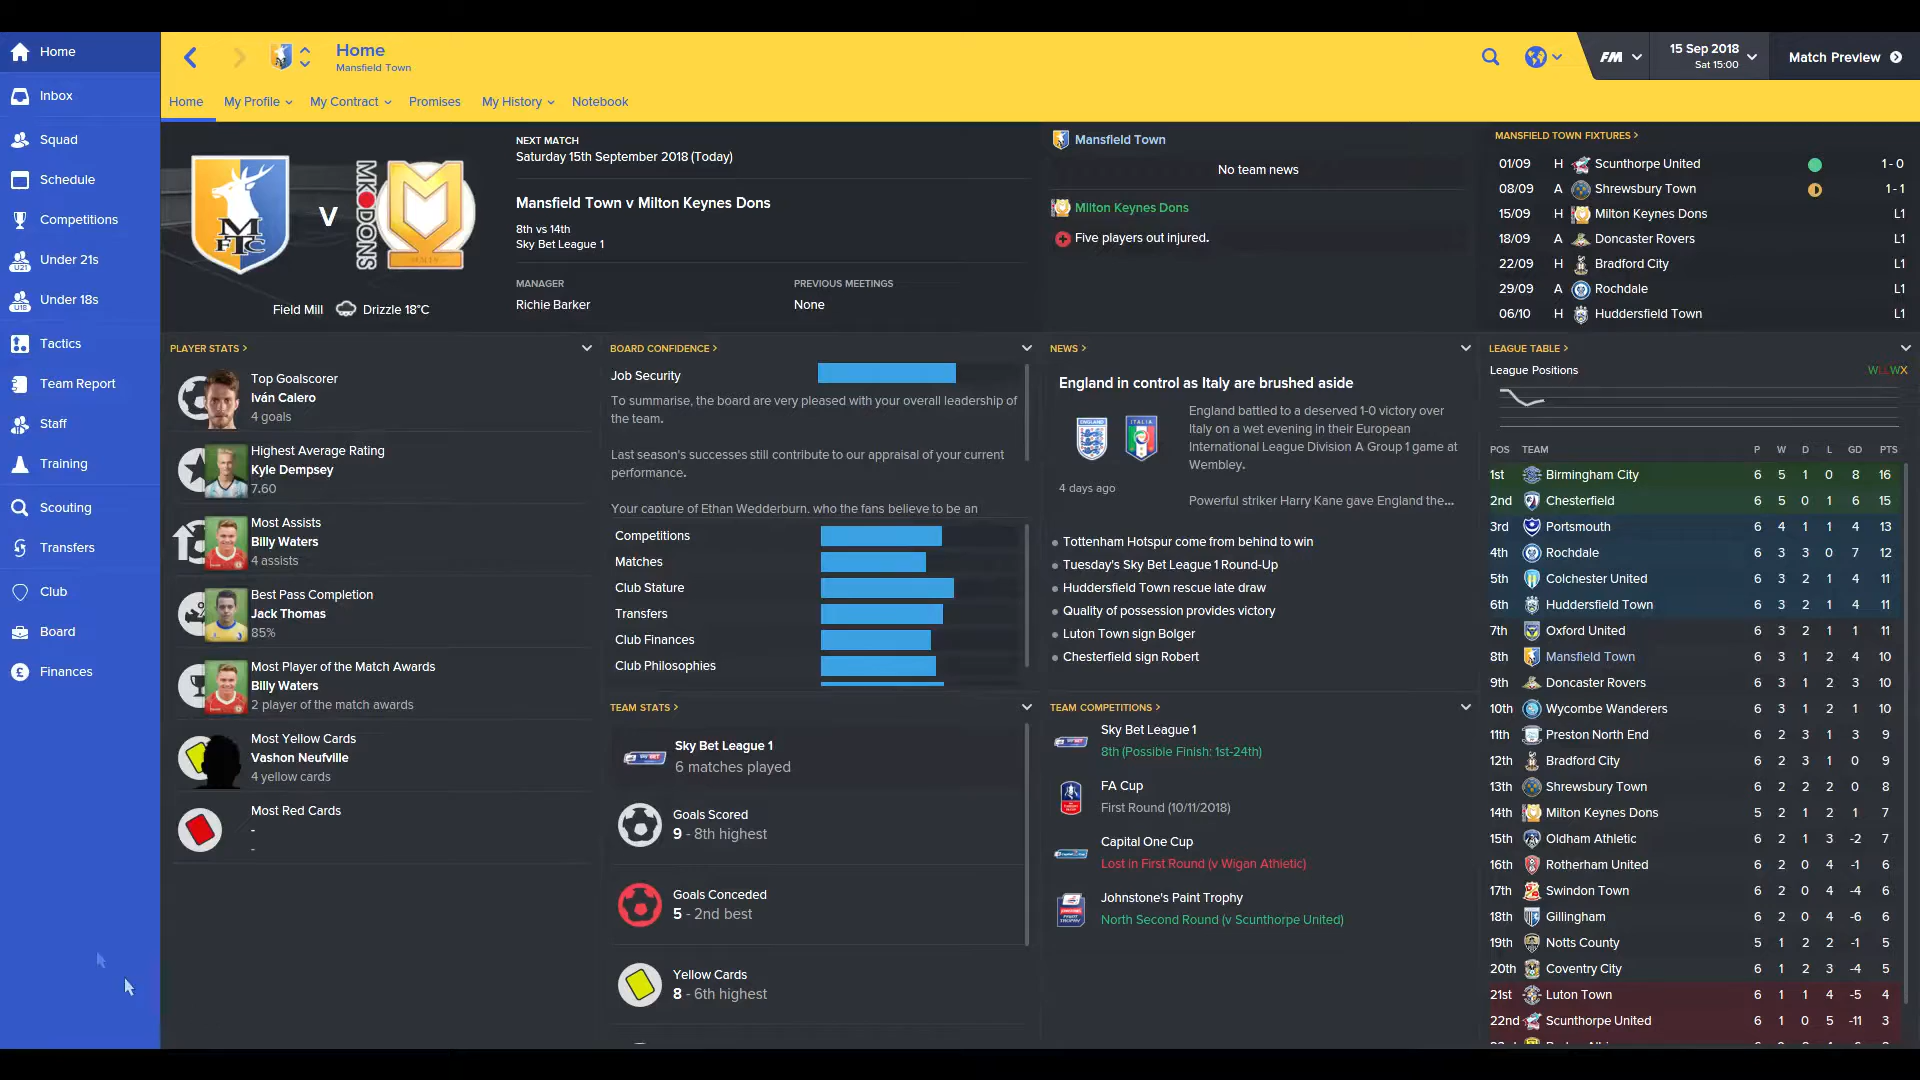 Home
Inbox
Squad
Schedule
Competitions
U21
Under 21s
U18
Under 18s
Tactics
Team Report
Staff
Training
Scouting
Transfers
Club
Board
Finances
Home
Mansfield Town
FM
15 Sep 2018
Sat 15:00
Match Preview
Home
My Profile
My Contract
Promises
My History
Notebook
MTFC
V
MK DONS
Field Mill
Drizzle 18°C
NEXT MATCH
Saturday 15th September 2018 (Today)
Mansfield Town v Milton Keynes Dons
8th vs 14th
Sky Bet League 1
MANAGER
Richie Barker
PREVIOUS MEETINGS
None
Mansfield Town
No team news
Milton Keynes Dons
Five players out injured.
MANSFIELD TOWN FIXTURES >
01/09 H Scunthorpe United 1 - 0
08/09 A Shrewsbury Town 1 - 1
15/09 H Milton Keynes Dons L1
18/09 A Doncaster Rovers L1
22/09 H Bradford City L1
29/09 A Rochdale L1
06/10 H Huddersfield Town L1
PLAYER STATS >
Top Goalscorer
Iván Calero
4 goals
Highest Average Rating
Kyle Dempsey
7.60
Most Assists
Billy Waters
4 assists
Best Pass Completion
Jack Thomas
85%
Most Player of the Match Awards
Billy Waters
2 player of the match awards
Most Yellow Cards
Vashon Neufville
4 yellow cards
Most Red Cards
-
-
BOARD CONFIDENCE >
Job Security
To summarise, the board are very pleased with your overall leadership of
the team.
Last season's successes still contribute to our appraisal of your current
performance.
Your capture of Ethan Wedderburn, who the fans believe to be an
Competitions
Matches
Club Stature
Transfers
Club Finances
Club Philosophies
TEAM STATS >
Sky Bet League 1
6 matches played
Goals Scored
9 - 8th highest
Goals Conceded
5 - 2nd best
Yellow Cards
8 - 6th highest
NEWS >
England in control as Italy are brushed aside
ENGLAND
ITALIA
4 days ago
England battled to a deserved 1-0 victory over
Italy on a wet evening in their European
International League Division A Group 1 game at
Wembley.
Powerful striker Harry Kane gave England the...
Tottenham Hotspur come from behind to win
Tuesday's Sky Bet League 1 Round-Up
Huddersfield Town rescue late draw
Quality of possession provides victory
Luton Town sign Bolger
Chesterfield sign Robert
TEAM COMPETITIONS >
Sky Bet League 1
8th (Possible Finish: 1st-24th)
FA Cup
First Round (10/11/2018)
Capital One Cup
Lost in First Round (v Wigan Athletic)
Johnstone's Paint Trophy
North Second Round (v Scunthorpe United)
LEAGUE TABLE >
League Positions
WLLWX
POS TEAM P W D L GD PTS
1st Birmingham City 6 5 1 0 8 16
2nd Chesterfield 6 5 0 1 6 15
3rd Portsmouth 6 4 1 1 4 13
4th Rochdale 6 3 3 0 7 12
5th Colchester United 6 3 2 1 4 11
6th Huddersfield Town 6 3 2 1 4 11
7th Oxford United 6 3 2 1 1 11
8th Mansfield Town 6 3 1 2 4 10
9th Doncaster Rovers 6 3 1 2 3 10
10th Wycombe Wanderers 6 3 1 2 1 10
11th Preston North End 6 2 3 1 3 9
12th Bradford City 6 2 3 1 0 9
13th Shrewsbury Town 6 2 2 2 0 8
14th Milton Keynes Dons 5 2 1 2 1 7
15th Oldham Athletic 6 2 1 3 -2 7
16th Rotherham United 6 2 0 4 -1 6
17th Swindon Town 6 2 0 4 -4 6
18th Gillingham 6 2 0 4 -6 6
19th Notts County 5 1 2 2 -1 5
20th Coventry City 6 1 2 3 -4 5
21st Luton Town 6 1 1 4 -5 4
22nd Scunthorpe United 6 1 0 5 -11 3